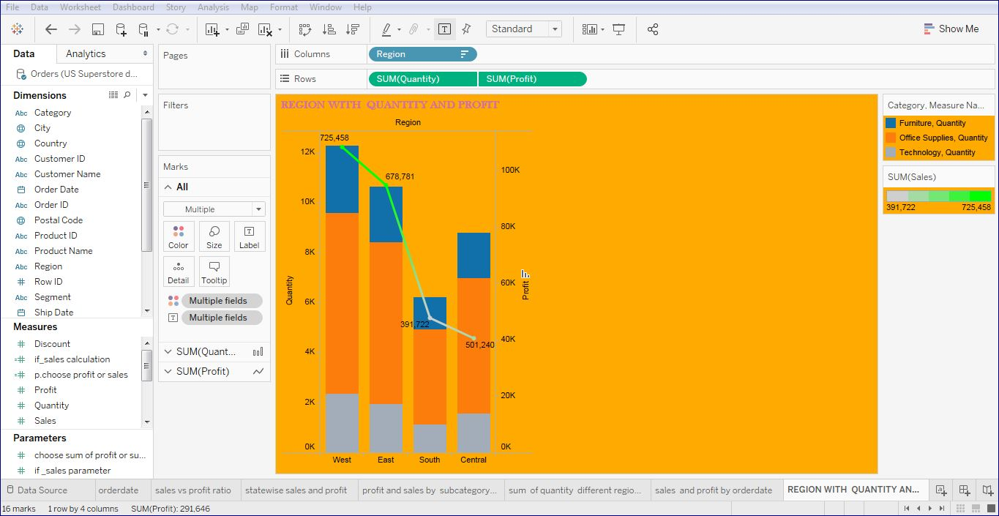 File Data Worksheet Dashboard Story Analysis Map Format Window Help
Standard
Show Me
Data Analytics
Orders (US Superstore d...
Dimensions
Abc Category
City
Country
Abc Customer ID
Abc Customer Name
Order Date
Abc Order ID
Postal Code
Abc Product ID
Abc Product Name
Abc Region
# Row ID
Abc Segment
Ship Date
Measures
# Discount
=# if_sales calculation
=# p.choose profit or sales
# Profit
# Quantity
# Sales
Parameters
# choose sum of profit or su...
# if _sales parameter
Pages
Filters
Marks
All
Multiple
Color Size Label
Detail Tooltip
Multiple fields
Multiple fields
SUM(Quant...
SUM(Profit)
Columns Region
Rows SUM(Quantity) SUM(Profit)
REGION WITH QUANTITY AND PROFIT
Region
725,458
678,781
391,722
501,240
12K
10K
8K
6K
4K
2K
0K
Quantity
100K
80K
60K
40K
20K
0K
Profit
West East South Central
Category, Measure Na...
Furniture, Quantity
Office Supplies, Quantity
Technology, Quantity
SUM(Sales)
391,722 725,458
Data Source orderdate sales vs profit ratio statewise sales and profit profit and sales by subcategory... sum of quantity different regio... sales and profit by orderdate REGION WITH QUANTITY AN...
16 marks 1 row by 4 columns SUM(Profit): 291,646